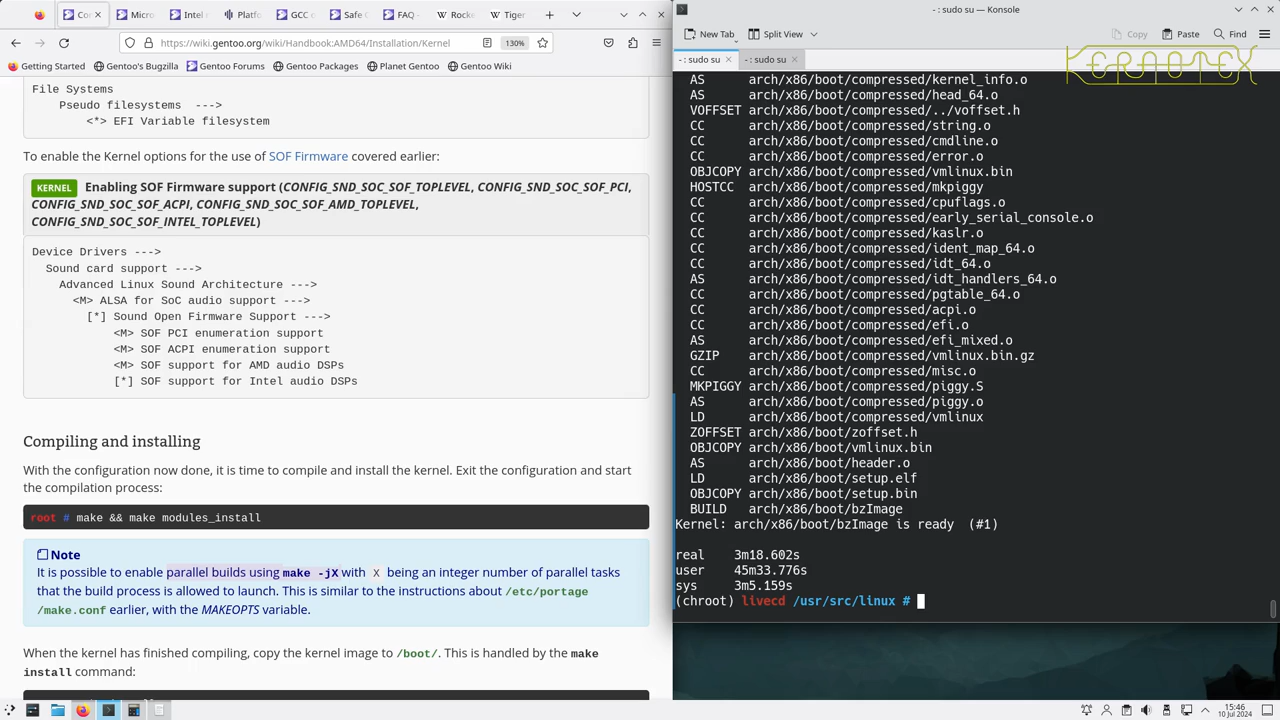 Cor
Micro
Intel r
Platfo
GCC o
Safe C
FAQ -
Rocke
Tiger
https://wiki.gentoo.org/wiki/Handbook:AMD64/Installation/Kernel
130%
Getting Started
Gentoo's Bugzilla
Gentoo Forums
Gentoo Packages
Planet Gentoo
Gentoo Wiki
File Systems
Pseudo filesystems --->
<*> EFI Variable filesystem
To enable the Kernel options for the use of SOF Firmware covered earlier:
KERNEL Enabling SOF Firmware support (CONFIG_SND_SOC_SOF_TOPLEVEL, CONFIG_SND_SOC_SOF_PCI,
CONFIG_SND_SOC_SOF_ACPI, CONFIG_SND_SOC_SOF_AMD_TOPLEVEL,
CONFIG_SND_SOC_SOF_INTEL_TOPLEVEL)
Device Drivers --->
Sound card support --->
Advanced Linux Sound Architecture --->
<M> ALSA for SoC audio support --->
[*] Sound Open Firmware Support --->
<M> SOF PCI enumeration support
<M> SOF ACPI enumeration support
<M> SOF support for AMD audio DSPs
[*] SOF support for Intel audio DSPs
Compiling and installing
With the configuration now done, it is time to compile and install the kernel. Exit the configuration and start
the compilation process:
root # make && make modules_install
Note
It is possible to enable parallel builds using make -jX with X being an integer number of parallel tasks
that the build process is allowed to launch. This is similar to the instructions about /etc/portage
/make.conf earlier, with the MAKEOPTS variable.
When the kernel has finished compiling, copy the kernel image to /boot/. This is handled by the make
install command:
- : sudo su — Konsole
New Tab
Split View
Copy
Paste
Find
- : sudo su
- : sudo su
KERNOTEX
AS arch/x86/boot/compressed/kernel_info.o
AS arch/x86/boot/compressed/head_64.o
VOFFSET arch/x86/boot/compressed/../voffset.h
CC arch/x86/boot/compressed/string.o
CC arch/x86/boot/compressed/cmdline.o
CC arch/x86/boot/compressed/error.o
OBJCOPY arch/x86/boot/compressed/vmlinux.bin
HOSTCC arch/x86/boot/compressed/mkpiggy
CC arch/x86/boot/compressed/cpuflags.o
CC arch/x86/boot/compressed/early_serial_console.o
CC arch/x86/boot/compressed/kaslr.o
CC arch/x86/boot/compressed/ident_map_64.o
CC arch/x86/boot/compressed/idt_64.o
AS arch/x86/boot/compressed/idt_handlers_64.o
CC arch/x86/boot/compressed/pgtable_64.o
CC arch/x86/boot/compressed/acpi.o
CC arch/x86/boot/compressed/efi.o
AS arch/x86/boot/compressed/efi_mixed.o
GZIP arch/x86/boot/compressed/vmlinux.bin.gz
CC arch/x86/boot/compressed/misc.o
MKPIGGY arch/x86/boot/compressed/piggy.S
AS arch/x86/boot/compressed/piggy.o
LD arch/x86/boot/compressed/vmlinux
ZOFFSET arch/x86/boot/zoffset.h
OBJCOPY arch/x86/boot/vmlinux.bin
AS arch/x86/boot/header.o
LD arch/x86/boot/setup.elf
OBJCOPY arch/x86/boot/setup.bin
BUILD arch/x86/boot/bzImage
Kernel: arch/x86/boot/bzImage is ready (#1)
real 3m18.602s
user 45m33.776s
sys 3m5.159s
(chroot) livecd /usr/src/linux #
15:46
10 Jul 2024